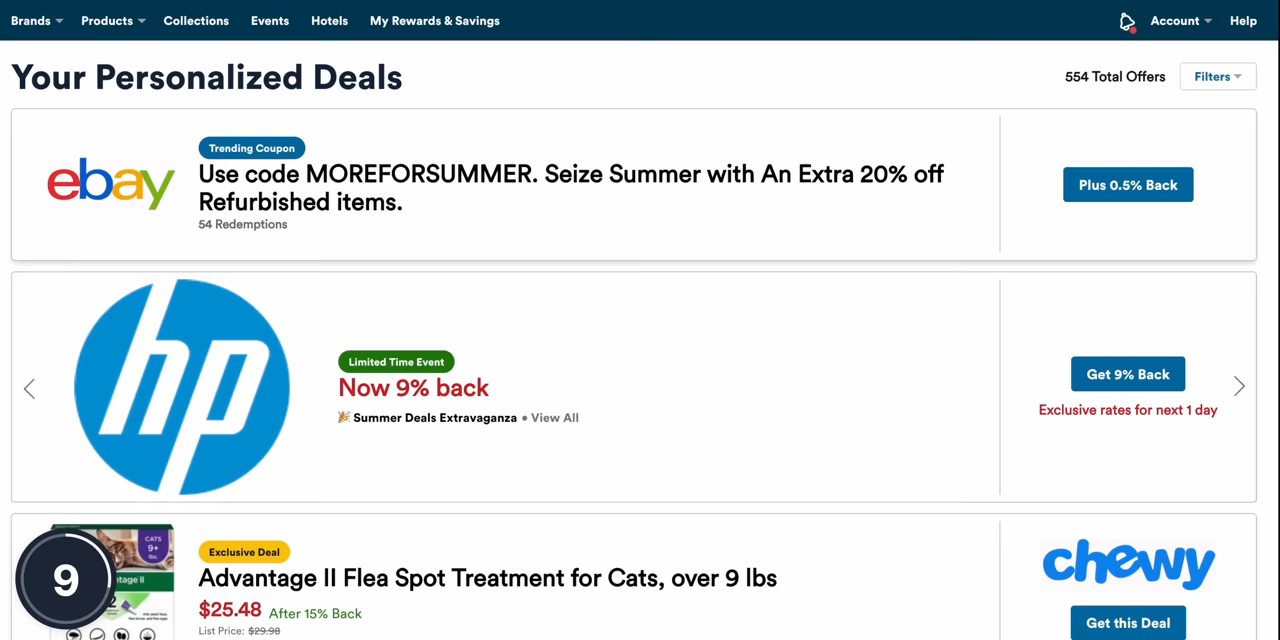 Brands Products Collections Events Hotels My Rewards & Savings Account Help
Your Personalized Deals
554 Total Offers
Filters
ebay
Trending Coupon
Use code MOREFORSUMMER. Seize Summer with An Extra 20% off
Refurbished items.
54 Redemptions
Plus 0.5% Back
hp
Limited Time Event
Now 9% back
🎉 Summer Deals Extravaganza • View All
Get 9% Back
Exclusive rates for next 1 day
CATS
9+
lbs.
9
Exclusive Deal
Advantage II Flea Spot Treatment for Cats, over 9 lbs
$25.48 After 15% Back
List Price: $29.98
chewy
Get this Deal